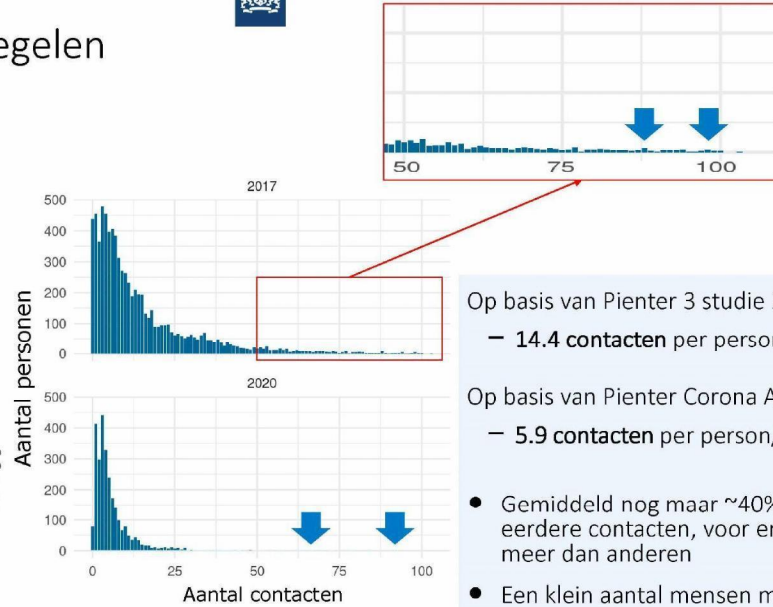 egelen
50 75 100
2017
500
400
300
200
100
0
2020
500
400
300
200
100
0
0 25 50 75 100
Aantal contacten
Aantal personen
Op basis van Pienter 3 studie
– 14.4 contacten per person
Op basis van Pienter Corona A
– 5.9 contacten per person,
• Gemiddeld nog maar ~40%
eerdere contacten, voor en
meer dan anderen
• Een klein aantal mensen m